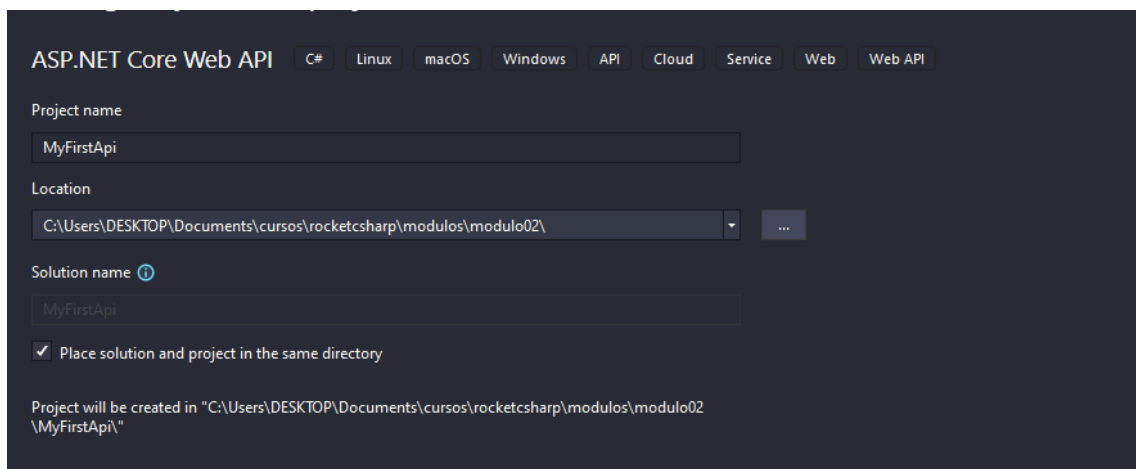 ASP.NET Core Web API C# Linux macOS Windows API Cloud Service Web Web API
Project name
MyFirstApi
Location
C:\Users\DESKTOP\Documents\cursos\rocketcsharp\modulos\modulo02\
...
Solution name
MyFirstApi
Place solution and project in the same directory
Project will be created in "C:\Users\DESKTOP\Documents\cursos\rocketcsharp\modulos\modulo02
\MyFirstApi\"